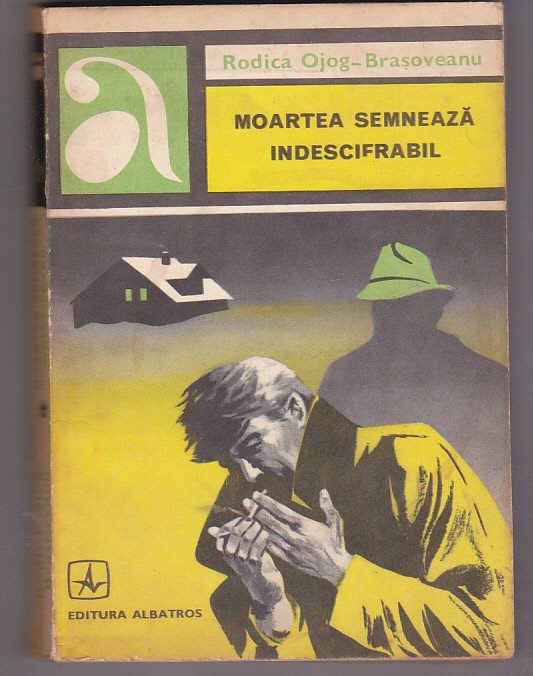 a
Rodica Ojog-Brașoveanu
MOARTEA SEMNEAZĂ
INDESCIFRABIL
EDITURA ALBATROS